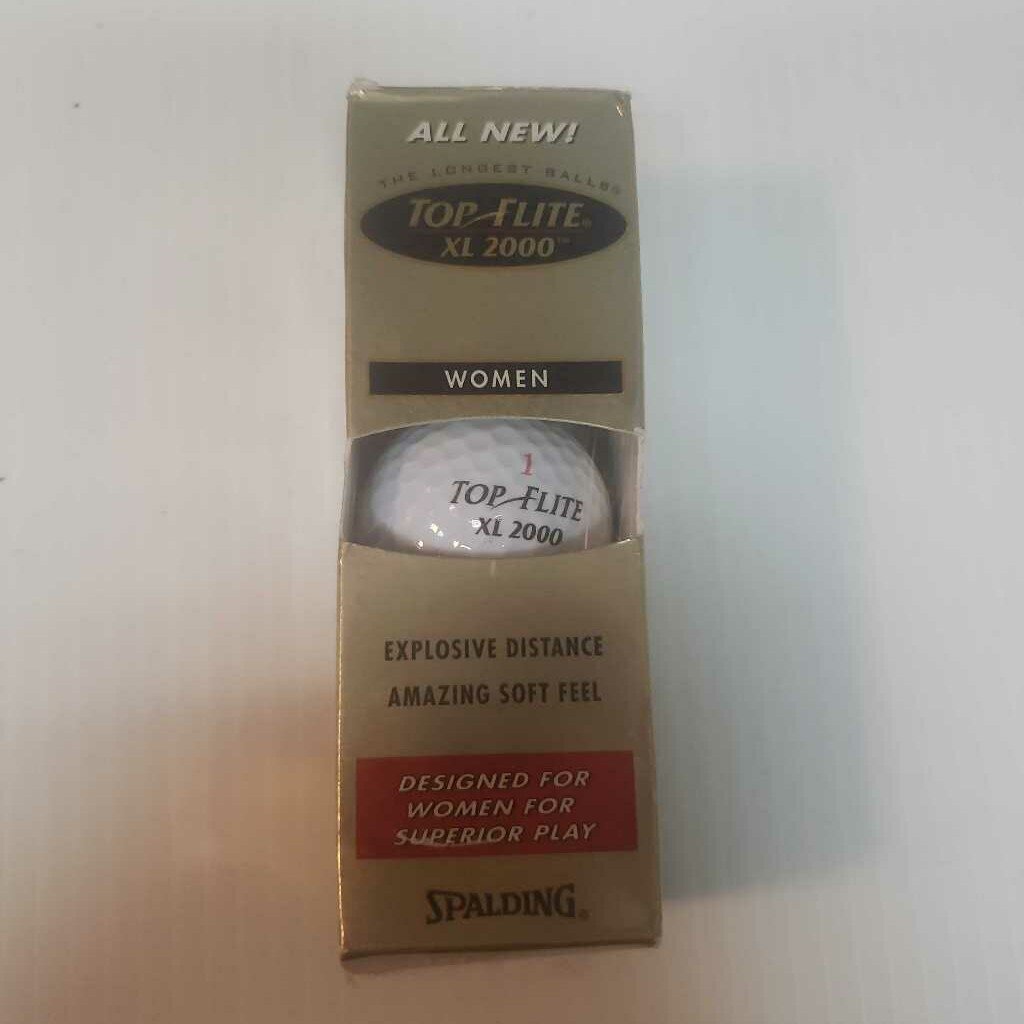 ALL NEW!
THE LONGEST BALLS®
TOP-FLITE®
XL 2000™
WOMEN
1
TOP-FLITE
XL 2000
EXPLOSIVE DISTANCE
AMAZING SOFT FEEL
DESIGNED FOR
WOMEN FOR
SUPERIOR PLAY
SPALDING®